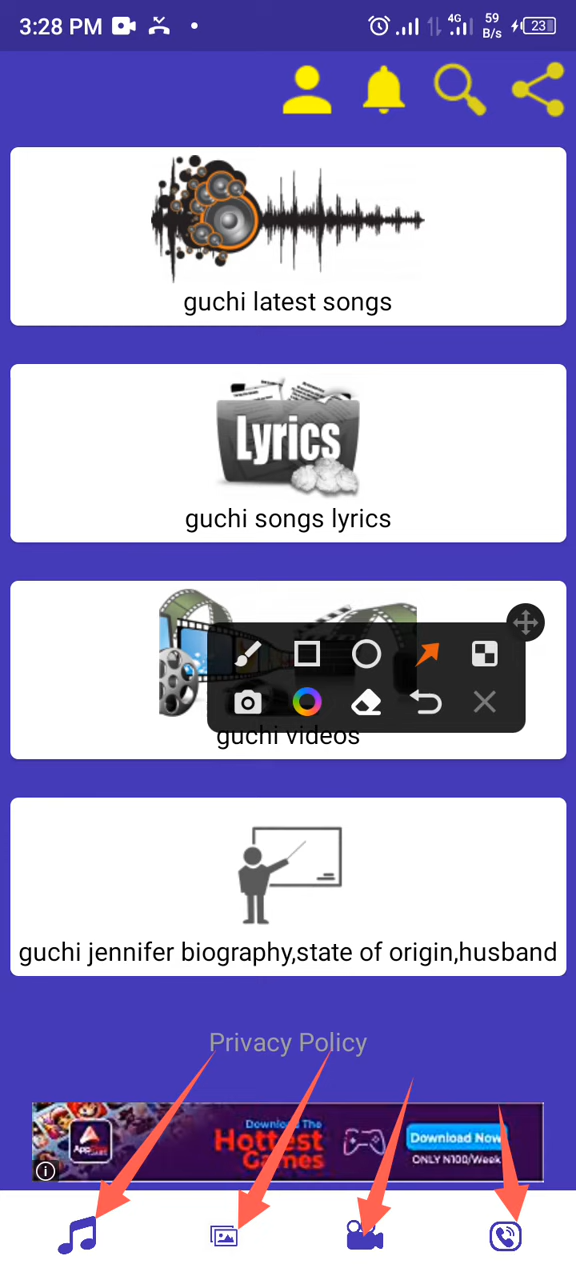 3:28 PM
4G
59
B/s
23
guchi latest songs
Lyrics
guchi songs lyrics
guchi videos
guchi jennifer biography,state of origin,husband
Privacy Policy
Download The
Hottest
Games
Download Now
ONLY N100/Week